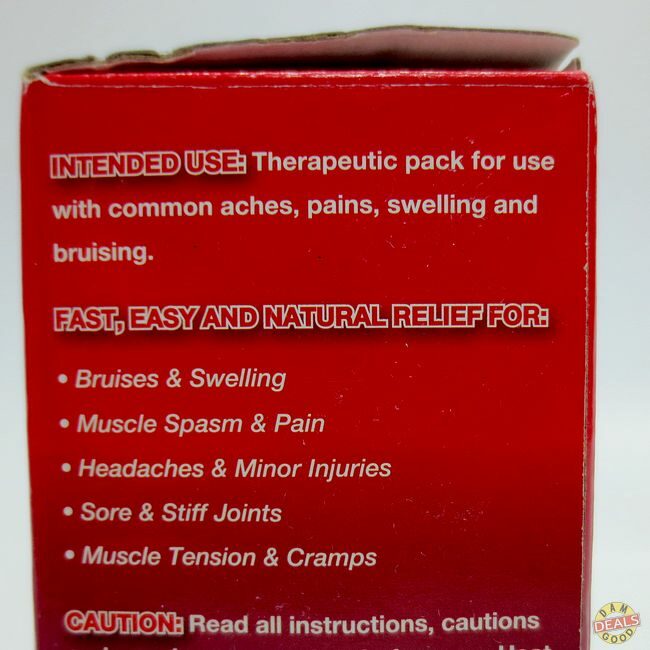 INTENDED USE: Therapeutic pack for use
with common aches, pains, swelling and
bruising.
FAST, EASY AND NATURAL RELIEF FOR:
• Bruises & Swelling
• Muscle Spasm & Pain
• Headaches & Minor Injuries
• Sore & Stiff Joints
• Muscle Tension & Cramps
CAUTION: Read all instructions, cautions
Heat
DAM
DEALS
GOOD